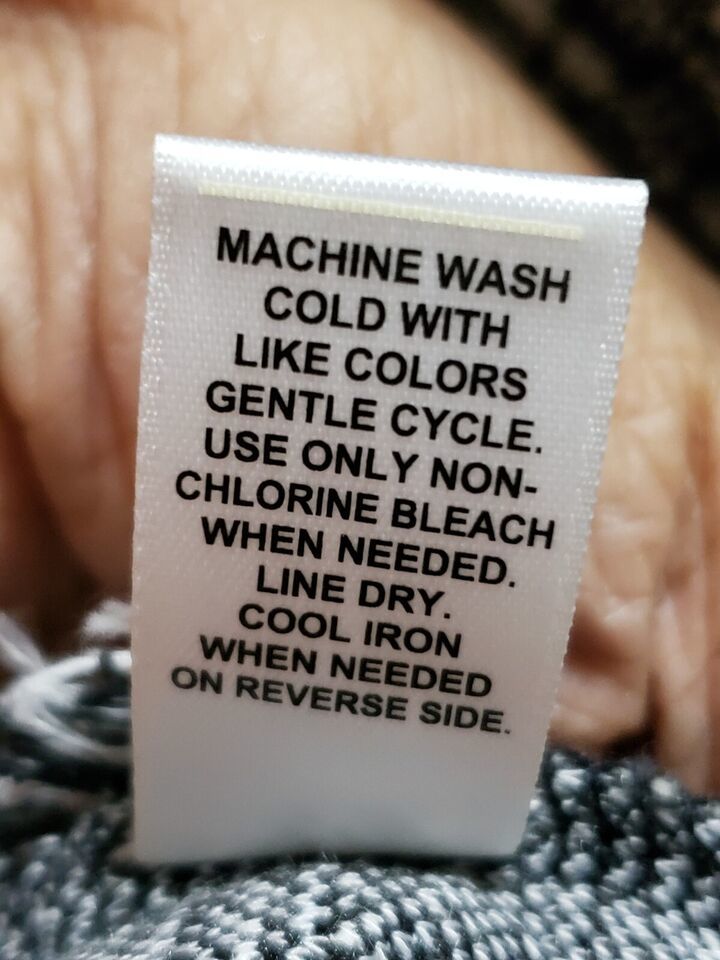 MACHINE WASH
COLD WITH
LIKE COLORS
GENTLE CYCLE.
USE ONLY NON-
CHLORINE BLEACH
WHEN NEEDED.
LINE DRY.
COOL IRON
WHEN NEEDED
ON REVERSE SIDE.